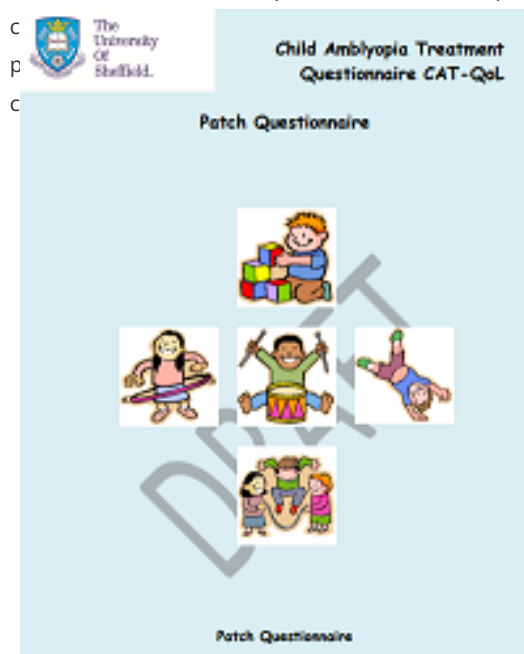 c
p
c
The
University
Of
Sheffield.
Child Amblyopia Treatment
Questionnaire CAT-QoL
Patch Questionnaire
DRAFT
Patch Questionnaire